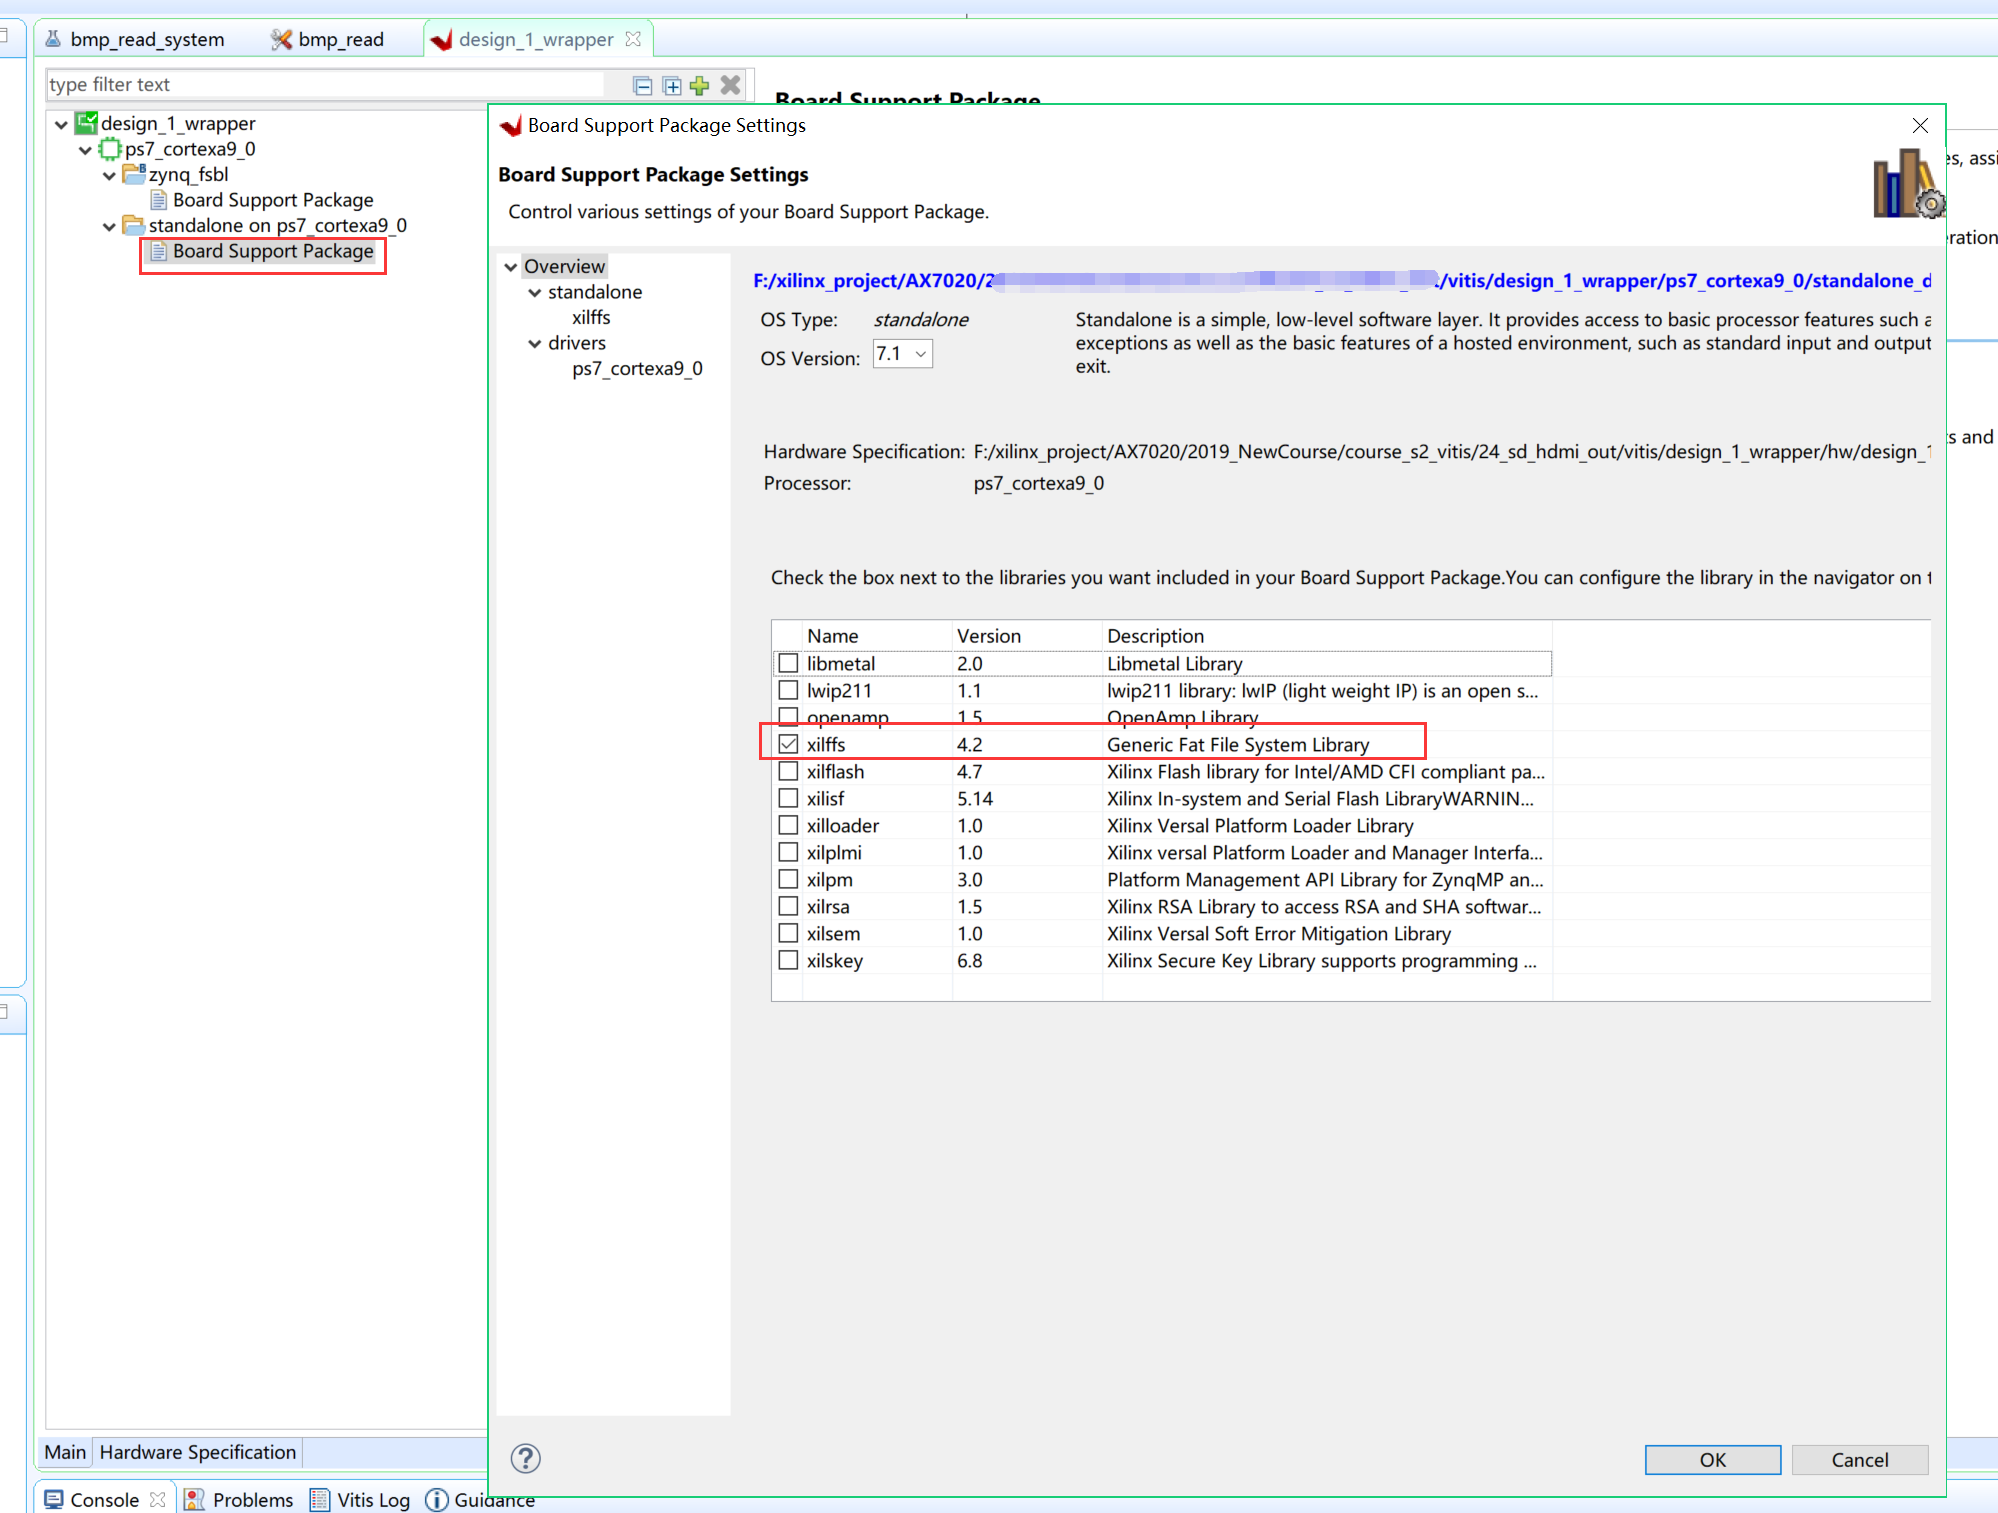 bmp_read_system
bmp_read
design_1_wrapper
type filter text
design_1_wrapper
ps7_cortexa9_0
zynq_fsbl
Board Support Package
standalone on ps7_cortexa9_0
Board Support Package
Board Support Package
Board Support Package Settings
Board Support Package Settings
Control various settings of your Board Support Package.
Overview
standalone
xilffs
drivers
ps7_cortexa9_0
F:/xilinx_project/AX7020/2
/vitis/design_1_wrapper/ps7_cortexa9_0/standalone_d
OS Type: standalone
Standalone is a simple, low-level software layer. It provides access to basic processor features such a
exceptions as well as the basic features of a hosted environment, such as standard input and output
exit.
OS Version: 7.1
Hardware Specification: F:/xilinx_project/AX7020/2019_NewCourse/course_s2_vitis/24_sd_hdmi_out/vitis/design_1_wrapper/hw/design_1
Processor: ps7_cortexa9_0
Check the box next to the libraries you want included in your Board Support Package.You can configure the library in the navigator on t
Name Version Description
libmetal 2.0 Libmetal Library
lwip211 1.1 lwip211 library: lwIP (light weight IP) is an open s...
openamp 1.5 OpenAmp Library
xilffs 4.2 Generic Fat File System Library
xilflash 4.7 Xilinx Flash library for Intel/AMD CFI compliant pa...
xilisf 5.14 Xilinx In-system and Serial Flash LibraryWARNIN...
xilloader 1.0 Xilinx Versal Platform Loader Library
xilplmi 1.0 Xilinx versal Platform Loader and Manager Interfa...
xilpm 3.0 Platform Management API Library for ZynqMP an...
xilrsa 1.5 Xilinx RSA Library to access RSA and SHA softwar...
xilsem 1.0 Xilinx Versal Soft Error Mitigation Library
xilskey 6.8 Xilinx Secure Key Library supports programming ...
es, assi
ration
s and
OK
Cancel
Main
Hardware Specification
Console
Problems
Vitis Log
Guidance